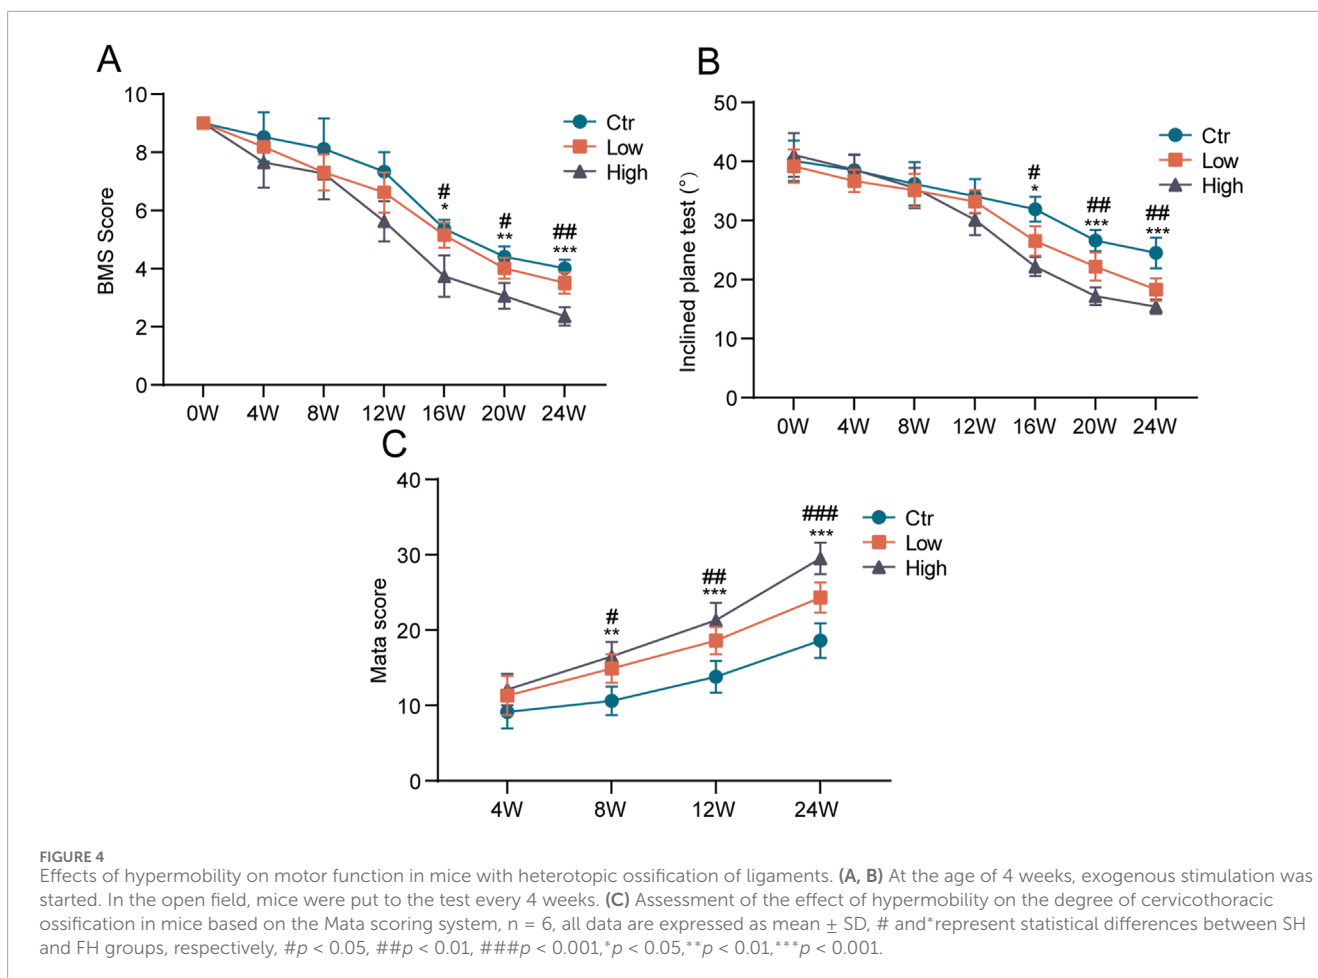 A
10
8
6
4
2
0
BMS Score
Ctr
Low
High
#
*
#
**
##
***
0W 4W 8W 12W 16W 20W 24W
B
50
40
30
20
10
0
Inclined plane test (°)
Ctr
Low
High
#
*
##
***
##
***
0W 4W 8W 12W 16W 20W 24W
C
40
30
20
10
0
Mata score
Ctr
Low
High
#
**
##
***
###
***
4W 8W 12W 24W
FIGURE 4
Effects of hypermobility on motor function in mice with heterotopic ossification of ligaments. (A, B) At the age of 4 weeks, exogenous stimulation was
started. In the open field, mice were put to the test every 4 weeks. (C) Assessment of the effect of hypermobility on the degree of cervicothoracic
ossification in mice based on the Mata scoring system, n = 6, all data are expressed as mean ± SD, # and*represent statistical differences between SH
and FH groups, respectively, #p < 0.05, ##p < 0.01, ###p < 0.001,*p < 0.05,**p < 0.01,***p < 0.001.